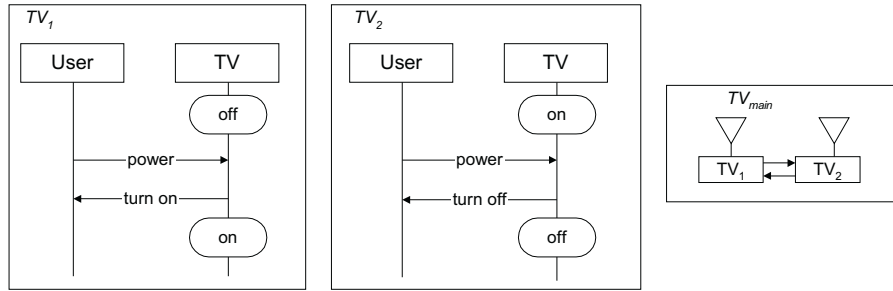 TV₁
User TV
off
power
turn on
on
TV₂
User TV
on
power
turn off
off
TVmain
TV₁ TV₂